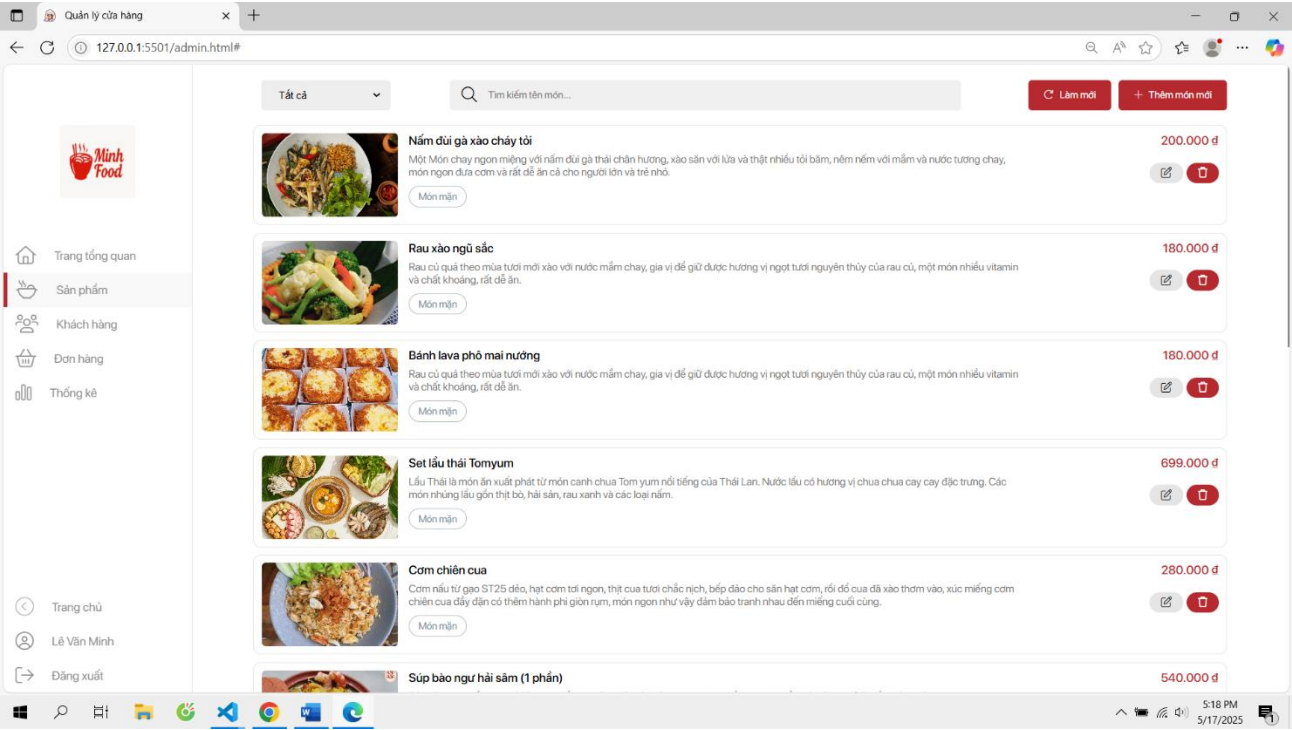 Quản lý cửa hàng
127.0.0.1:5501/admin.html#
Minh
Food
Trang tổng quan
Sản phẩm
Khách hàng
Đơn hàng
Thống kê
Trang chủ
Lê Văn Minh
Đăng xuất
Tất cả
Tìm kiếm tên món...
Làm mới
+ Thêm món mới
Nấm đùi gà xào cháy tỏi
200.000 đ
Một Món chay ngon miệng với nấm đùi gà thái chân hương, xào săn với lửa và thật nhiều tỏi băm, nêm nếm với mắm và nước tương chay,
món ngon đưa cơm và rất dễ ăn cả cho người lớn và trẻ nhỏ.
Món mặn
Rau xào ngũ sắc
180.000 đ
Rau củ quả theo mùa tươi mới xào với nước mắm chay, gia vị để giữ được hương vị ngọt tươi nguyên thủy của rau củ, một món nhiều vitamin
và chất khoáng, rất dễ ăn.
Món mặn
Bánh lava phô mai nướng
180.000 đ
Rau củ quả theo mùa tươi mới xào với nước mắm chay, gia vị để giữ được hương vị ngọt tươi nguyên thủy của rau củ, một món nhiều vitamin
và chất khoáng, rất dễ ăn.
Món mặn
Set lẩu thái Tomyum
699.000 đ
Lẩu Thái là món ăn xuất phát từ món canh chua Tom yum nổi tiếng của Thái Lan. Nước lẩu có hương vị chua chua cay cay đặc trưng. Các
món nhúng lẩu gồm thịt bò, hải sản, rau xanh và các loại nấm.
Món mặn
Cơm chiên cua
280.000 đ
Cơm nấu từ gạo ST25 dẻo, hạt cơm tơi ngon, thịt cua tươi chắc nịch, bếp đảo cho săn hạt cơm, rồi đổ cua đã xào thơm vào, xúc miếng cơm
chiên cua đầy đặn có thêm hành phi giòn rụm, món ngon như vậy đảm bảo tranh nhau đến miếng cuối cùng.
Món mặn
Súp bào ngư hải sâm (1 phần)
540.000 đ
5:18 PM
5/17/2025